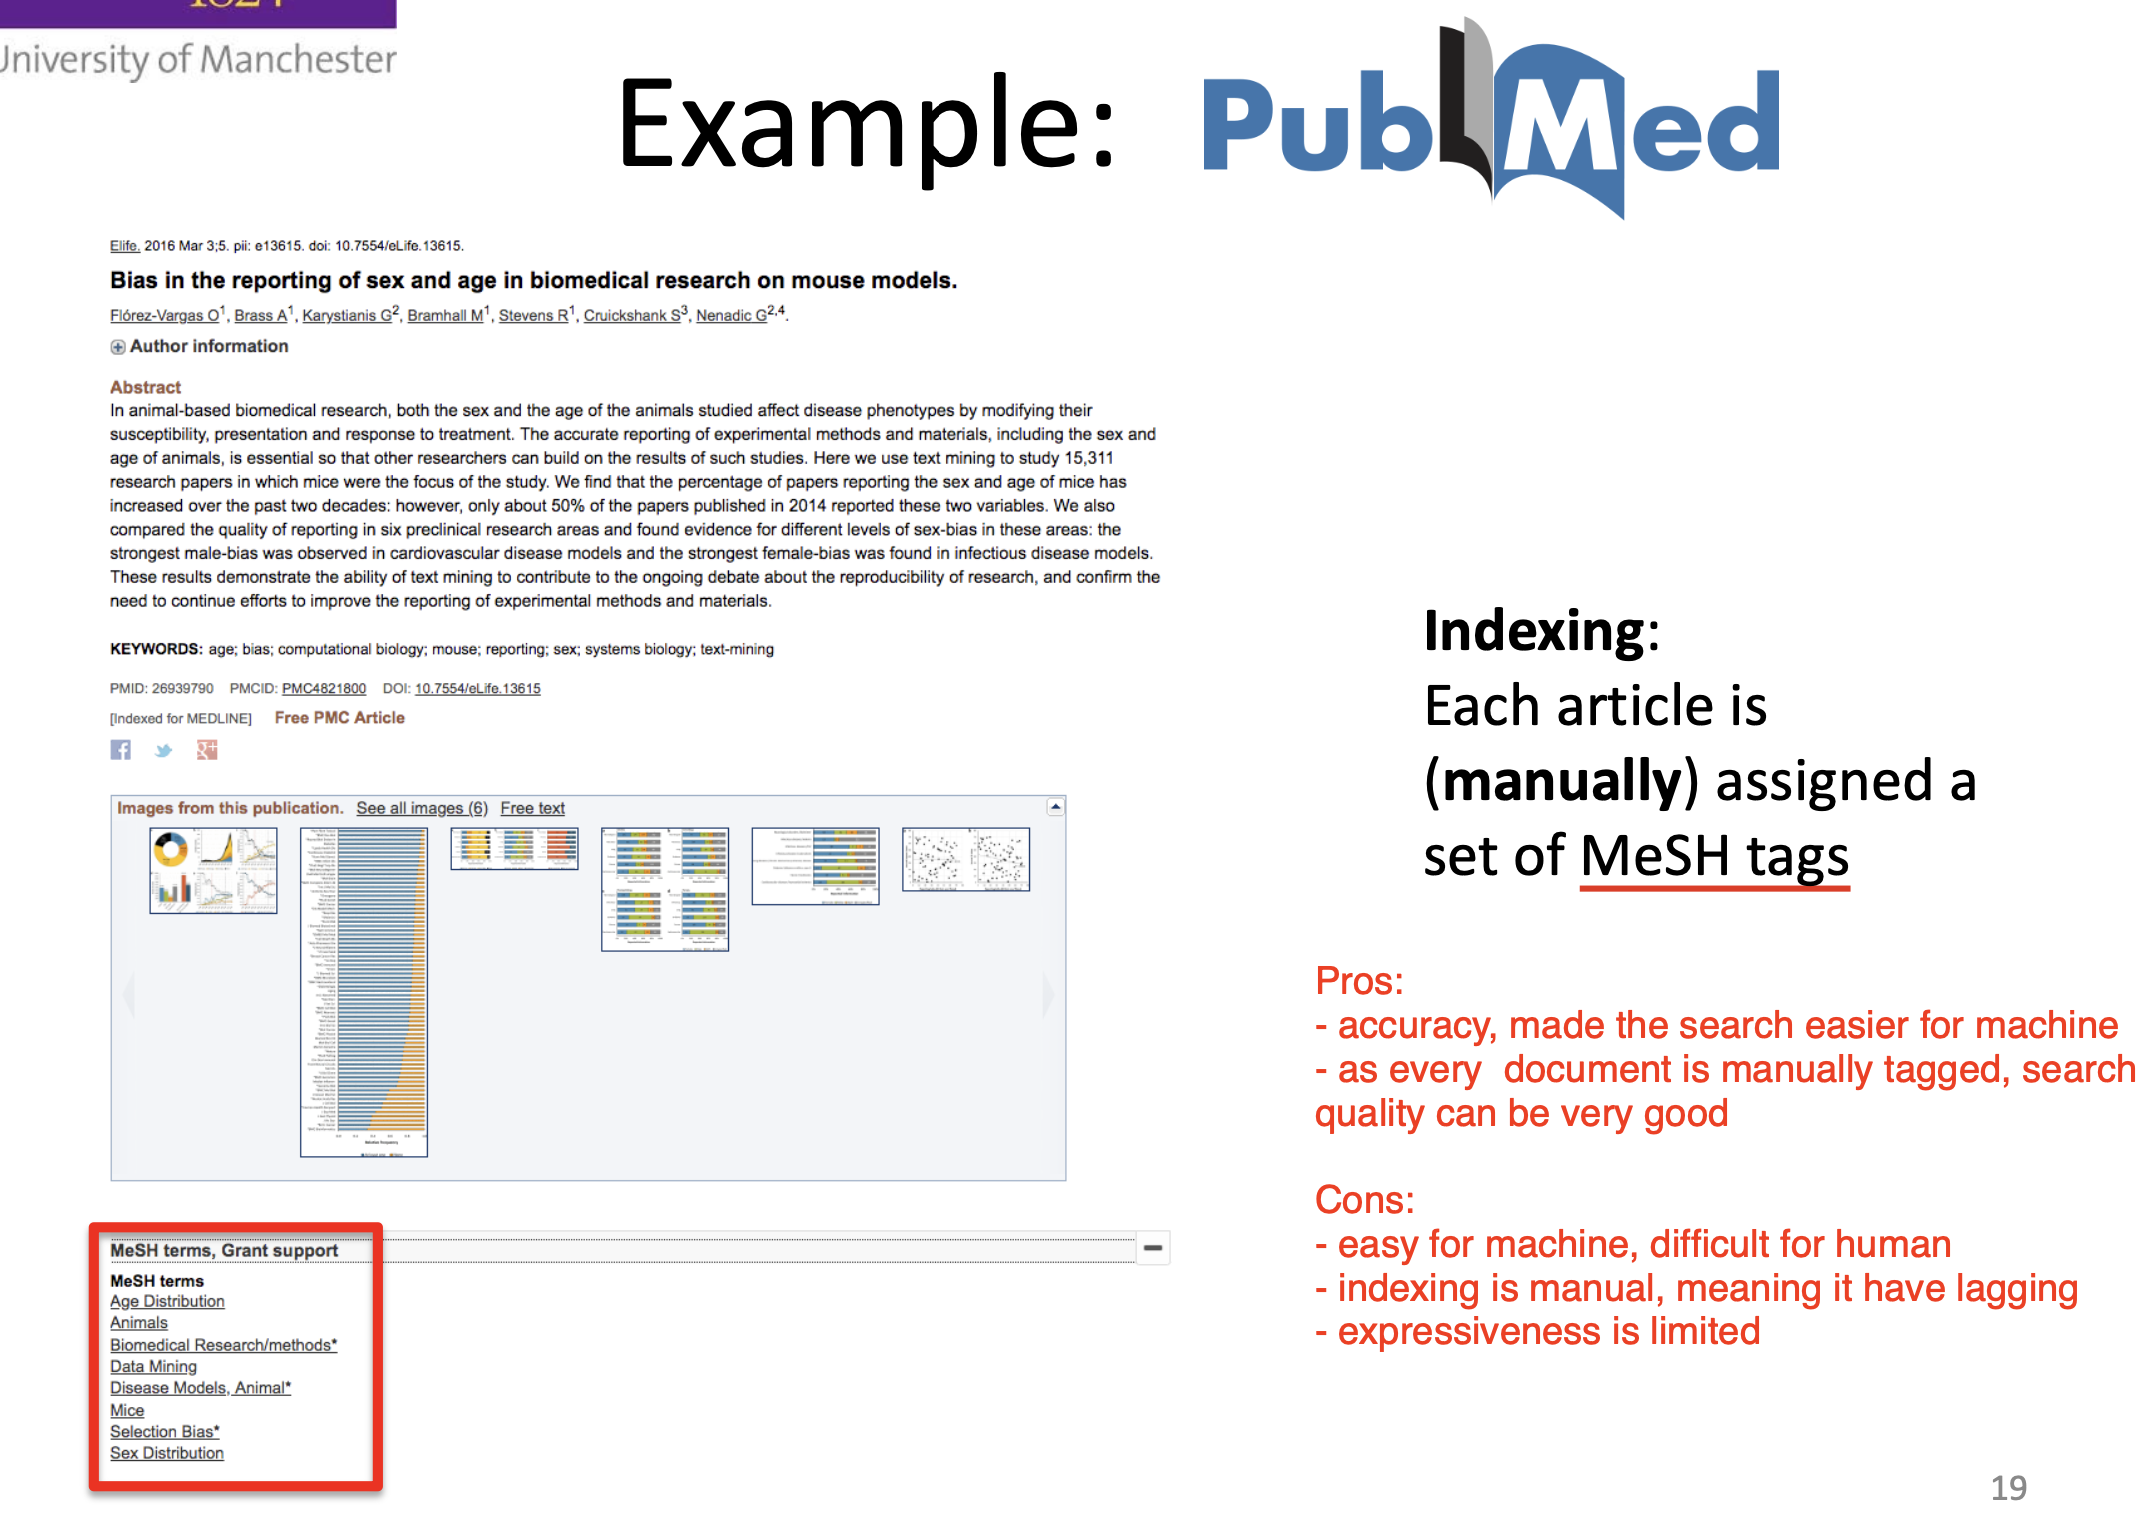 University of Manchester
Example: PubMed
Elife. 2016 Mar 3;5. pii: e13615. doi: 10.7554/eLife.13615.
Bias in the reporting of sex and age in biomedical research on mouse models.
Flórez-Vargas O1, Brass A1, Karystianis G2, Bramhall M1, Stevens R1, Cruickshank S3, Nenadic G2,4.
Author information
Abstract
In animal-based biomedical research, both the sex and the age of the animals studied affect disease phenotypes by modifying their
susceptibility, presentation and response to treatment. The accurate reporting of experimental methods and materials, including the sex and
age of animals, is essential so that other researchers can build on the results of such studies. Here we use text mining to study 15,311
research papers in which mice were the focus of the study. We find that the percentage of papers reporting the sex and age of mice has
increased over the past two decades: however, only about 50% of the papers published in 2014 reported these two variables. We also
compared the quality of reporting in six preclinical research areas and found evidence for different levels of sex-bias in these areas: the
strongest male-bias was observed in cardiovascular disease models and the strongest female-bias was found in infectious disease models.
These results demonstrate the ability of text mining to contribute to the ongoing debate about the reproducibility of research, and confirm the
need to continue efforts to improve the reporting of experimental methods and materials.
KEYWORDS: age; bias; computational biology; mouse; reporting; sex; systems biology; text-mining
PMID: 26939790 PMCID: PMC4821800 DOI: 10.7554/eLife.13615
[Indexed for MEDLINE] Free PMC Article
Images from this publication. See all images (6) Free text
MeSH terms, Grant support
MeSH terms
Age Distribution
Animals
Biomedical Research/methods*
Data Mining
Disease Models, Animal*
Mice
Selection Bias*
Sex Distribution
Indexing:
Each article is
(manually) assigned a
set of MeSH tags
Pros:
- accuracy, made the search easier for machine
- as every document is manually tagged, search
quality can be very good
Cons:
- easy for machine, difficult for human
- indexing is manual, meaning it have lagging
- expressiveness is limited
19